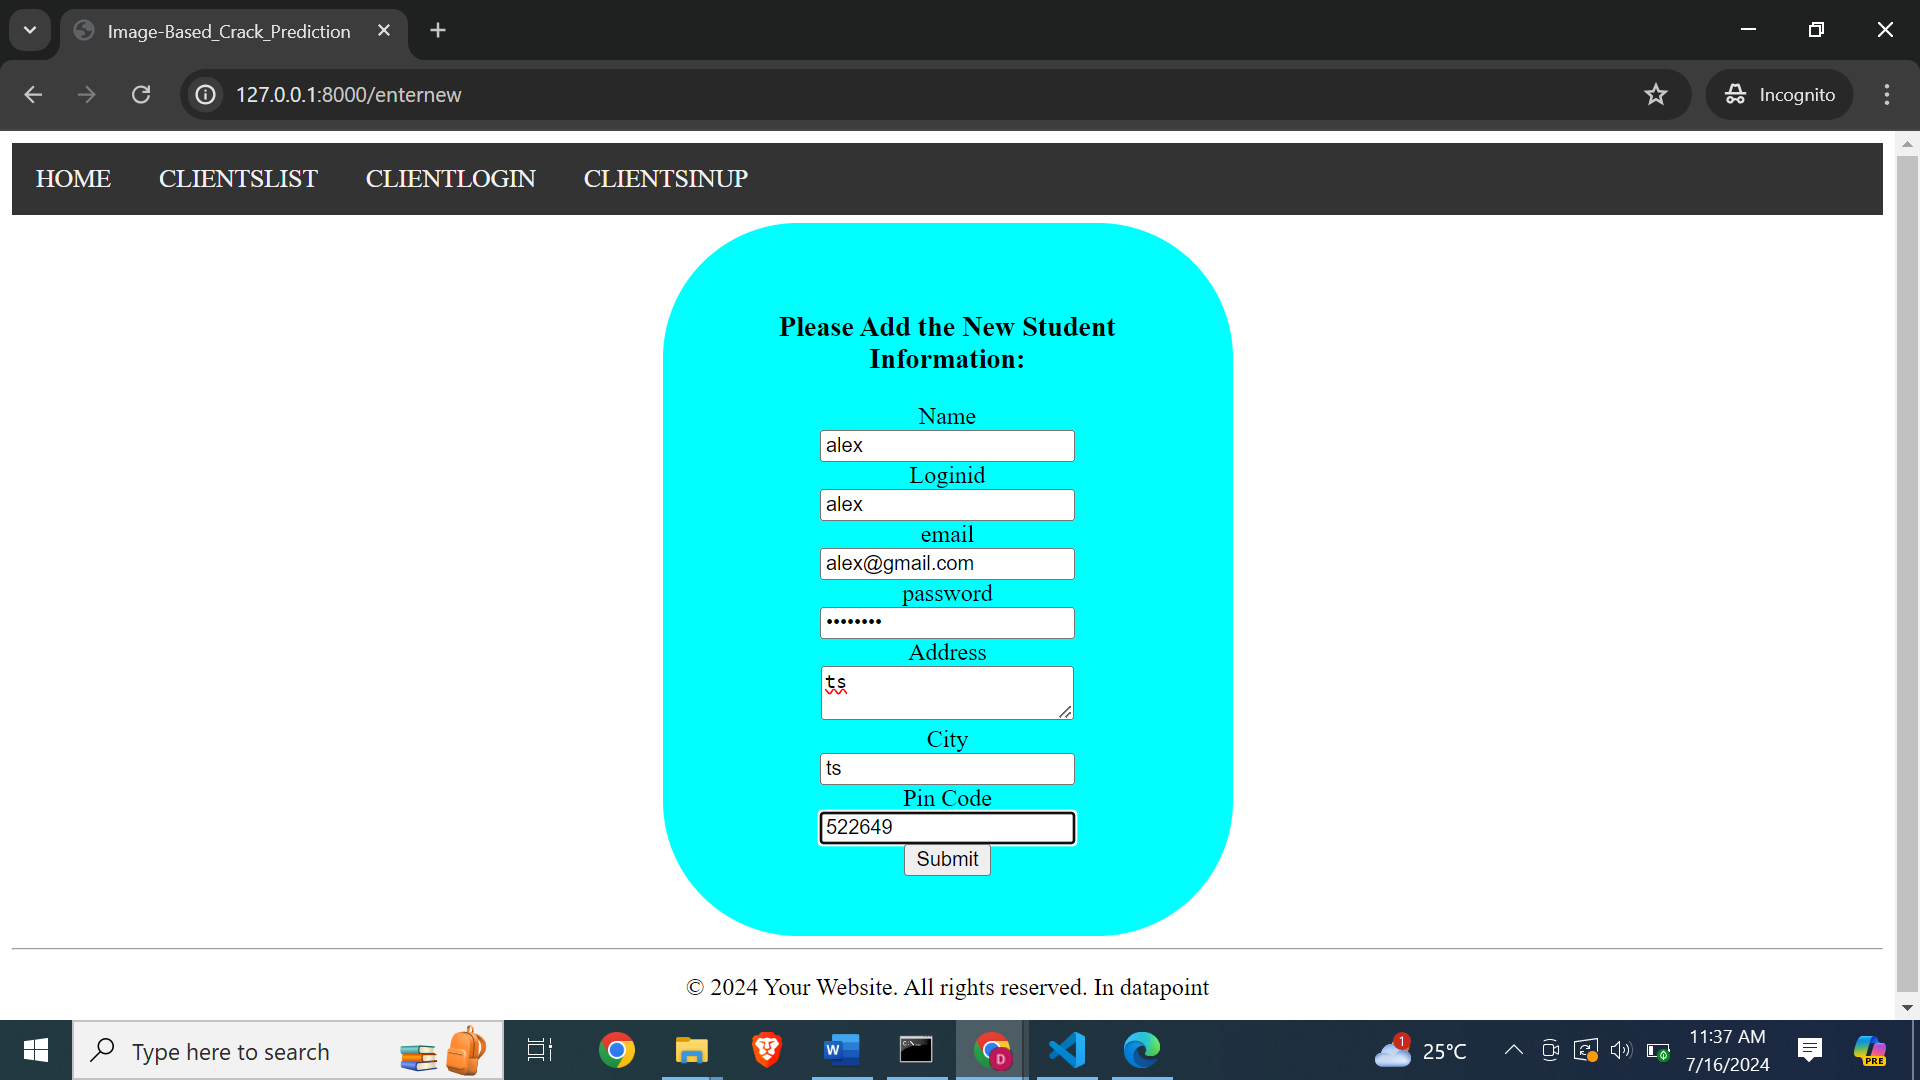 Image-Based_Crack_Prediction
127.0.0.1:8000/enternew
Incognito
HOME CLIENTSLIST CLIENTLOGIN CLIENTSINUP
Please Add the New Student
Information:
Name
alex
Loginid
alex
email
alex@gmail.com
password
••••••••
Address
ts
City
ts
Pin Code
522649
Submit
© 2024 Your Website. All rights reserved. In datapoint
Type here to search
W
D
1
25°C
11:37 AM
7/16/2024
PRE